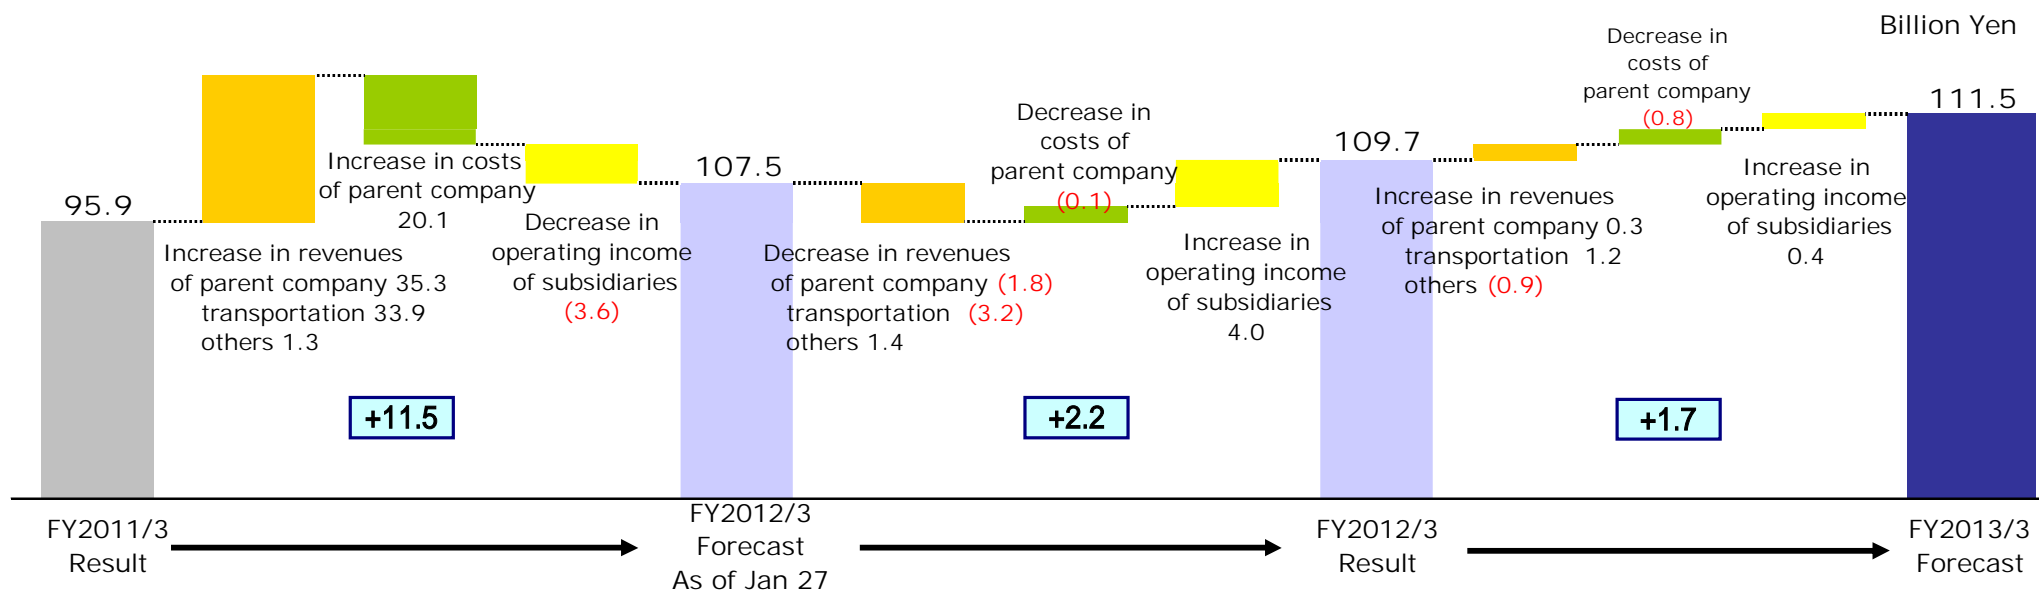 Billion Yen
95.9
Increase in revenues
of parent company 35.3
transportation 33.9
others 1.3
Increase in costs
of parent company
20.1
Decrease in
operating income
of subsidiaries
(3.6)
+11.5
107.5
Decrease in revenues
of parent company (1.8)
transportation (3.2)
others 1.4
Decrease in
costs of
parent company
(0.1)
Increase in
operating income
of subsidiaries
4.0
+2.2
109.7
Increase in revenues
of parent company 0.3
transportation 1.2
others (0.9)
Decrease in
costs of
parent company
(0.8)
Increase in
operating income
of subsidiaries
0.4
+1.7
111.5
FY2011/3
Result
FY2012/3
Forecast
As of Jan 27
FY2012/3
Result
FY2013/3
Forecast